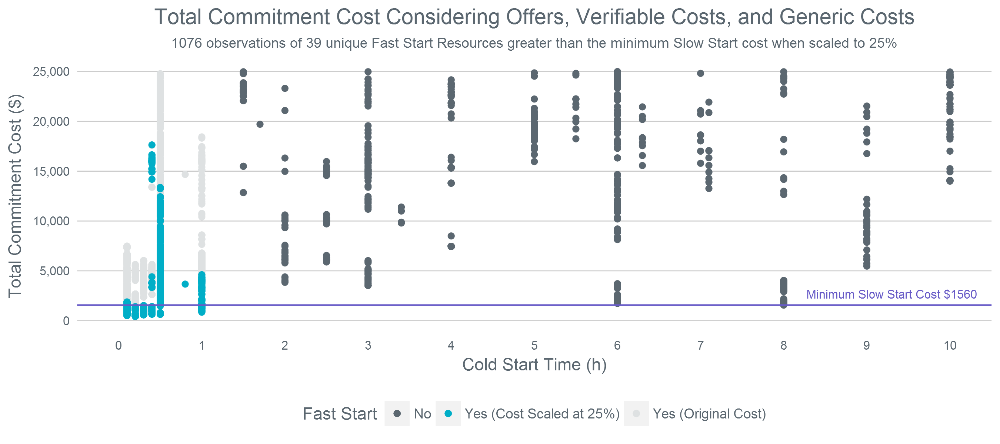 Total Commitment Cost Considering Offers, Verifiable Costs, and Generic Costs
1076 observations of 39 unique Fast Start Resources greater than the minimum Slow Start cost when scaled to 25%
Total Commitment Cost ($)
25,000
20,000
15,000
10,000
5,000
0
Minimum Slow Start Cost $1560
0 1 2 3 4 5 6 7 8 9 10
Cold Start Time (h)
Fast Start No Yes (Cost Scaled at 25%) Yes (Original Cost)